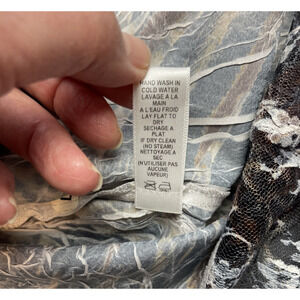 HAND WASH IN
COLD WATER
LAVAGE A LA
MAIN
A L'EAU FROID
LAY FLAT TO
DRY
SECHAGE A
PLAT
IF DRY CLEAN
(NO STEAM)
NETTOYAGE A
SEC
(N UTILISER PAS
AUCUNE
VAPEUR)